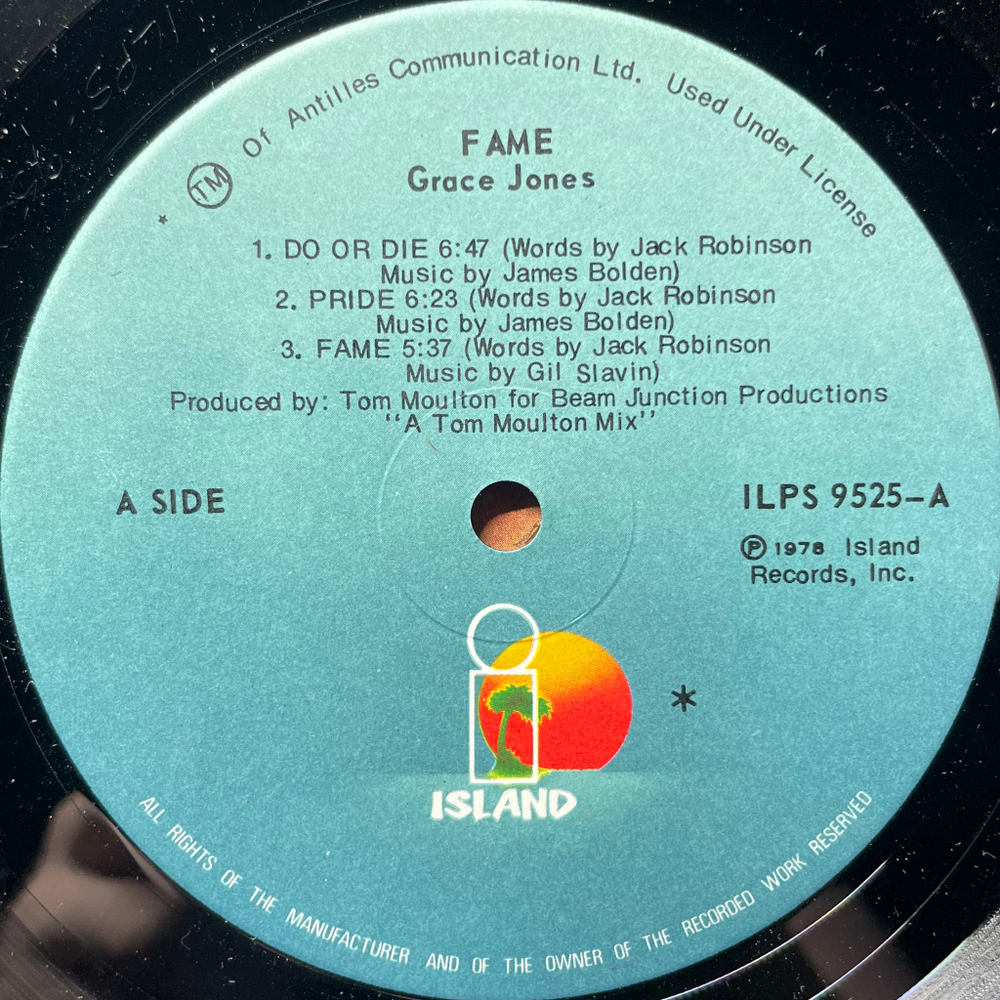 * TM Of Antilles Communication Ltd. Used Under License
FAME
Grace Jones
1. DO OR DIE 6:47 (Words by Jack Robinson
Music by James Bolden)
2. PRIDE 6:23 (Words by Jack Robinson
Music by James Bolden)
3. FAME 5:37 (Words by Jack Robinson
Music by Gil Slavin)
Produced by: Tom Moulton for Beam Junction Productions
‘‘A Tom Moulton Mix’’
A SIDE
ILPS 9525-A
℗ 1978 Island
Records, Inc.
*
ISLAND
ALL RIGHTS OF THE MANUFACTURER AND OF THE OWNER OF THE RECORDED WORK RESERVED